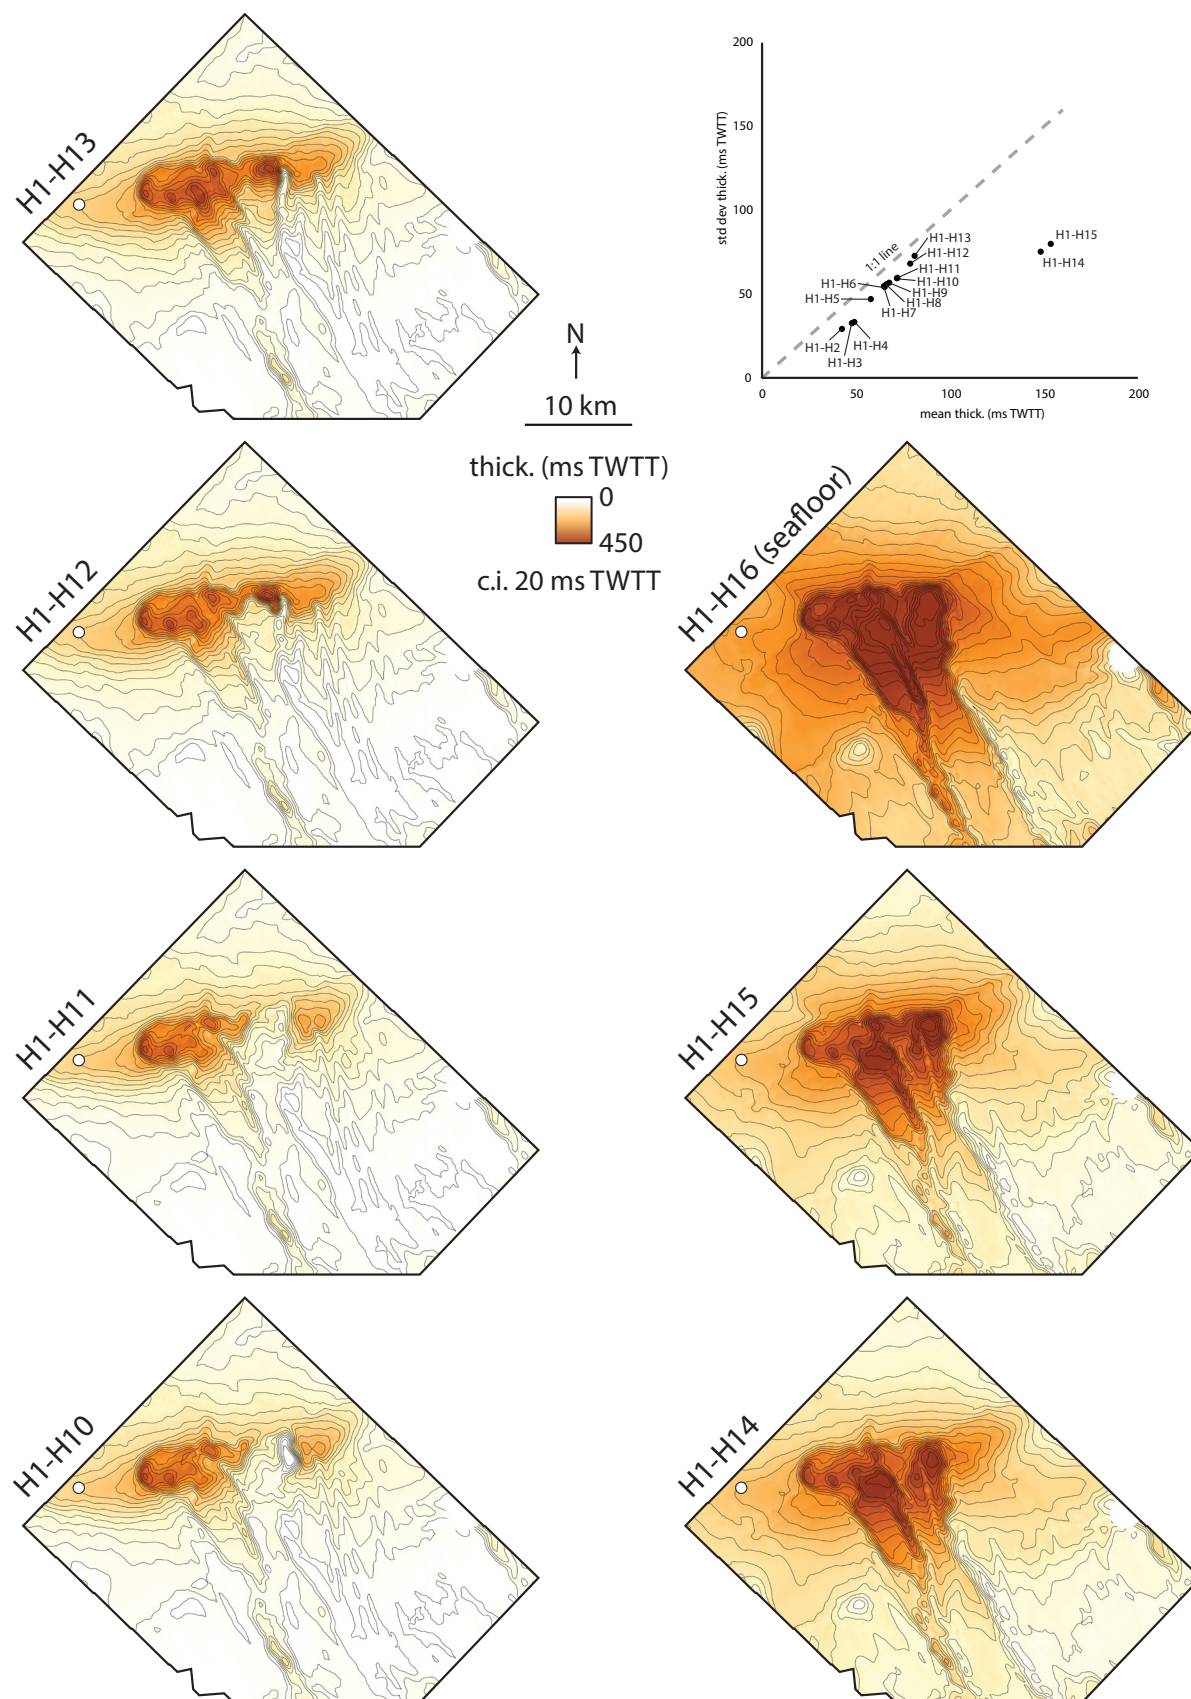 H1-H13
N
10 km
thick. (ms TWTT)
0
450
c.i. 20 ms TWTT
200
150
100
50
0
std dev thick. (ms TWTT)
1:1 line
H1-H13
H1-H12
H1-H11
H1-H10
H1-H9
H1-H8
H1-H7
H1-H6
H1-H5
H1-H2
H1-H4
H1-H3
H1-H15
H1-H14
0
50
100
150
200
mean thick. (ms TWTT)
H1-H12
H1-H16 (seafloor)
H1-H11
H1-H15
H1-H10
H1-H14